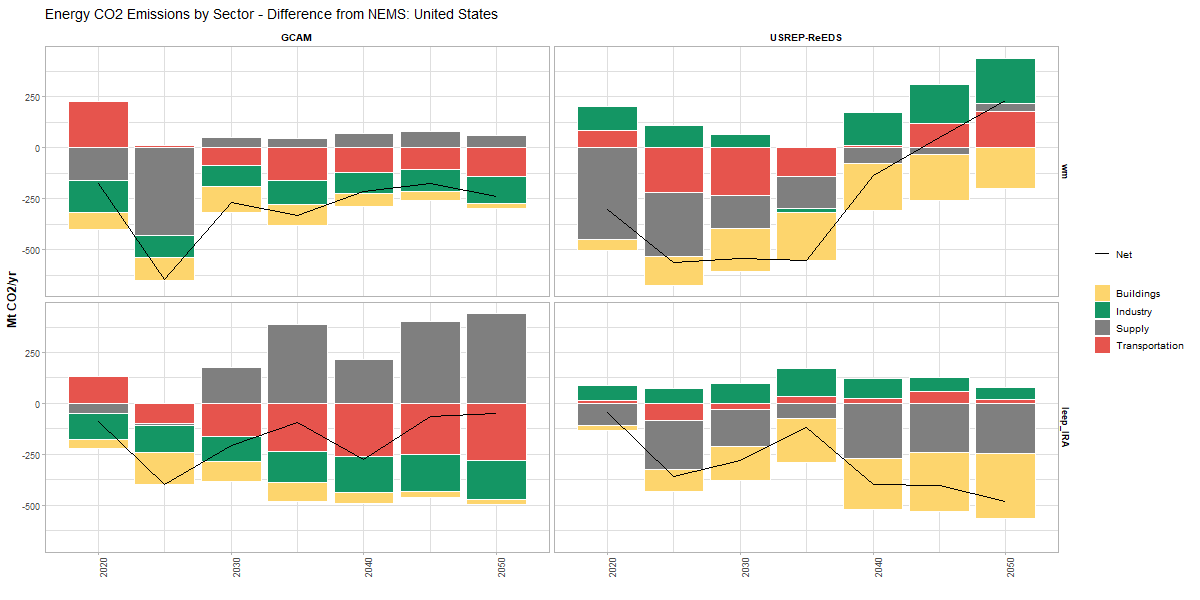 Energy CO2 Emissions by Sector - Difference from NEMS: United States
GCAM
USREP-ReEDS
250
0
-250
-500
wm
Mt CO2/yr
250
0
-250
-500
leep_IRA
2020
2030
2040
2050
2020
2030
2040
2050
Net
Buildings
Industry
Supply
Transportation